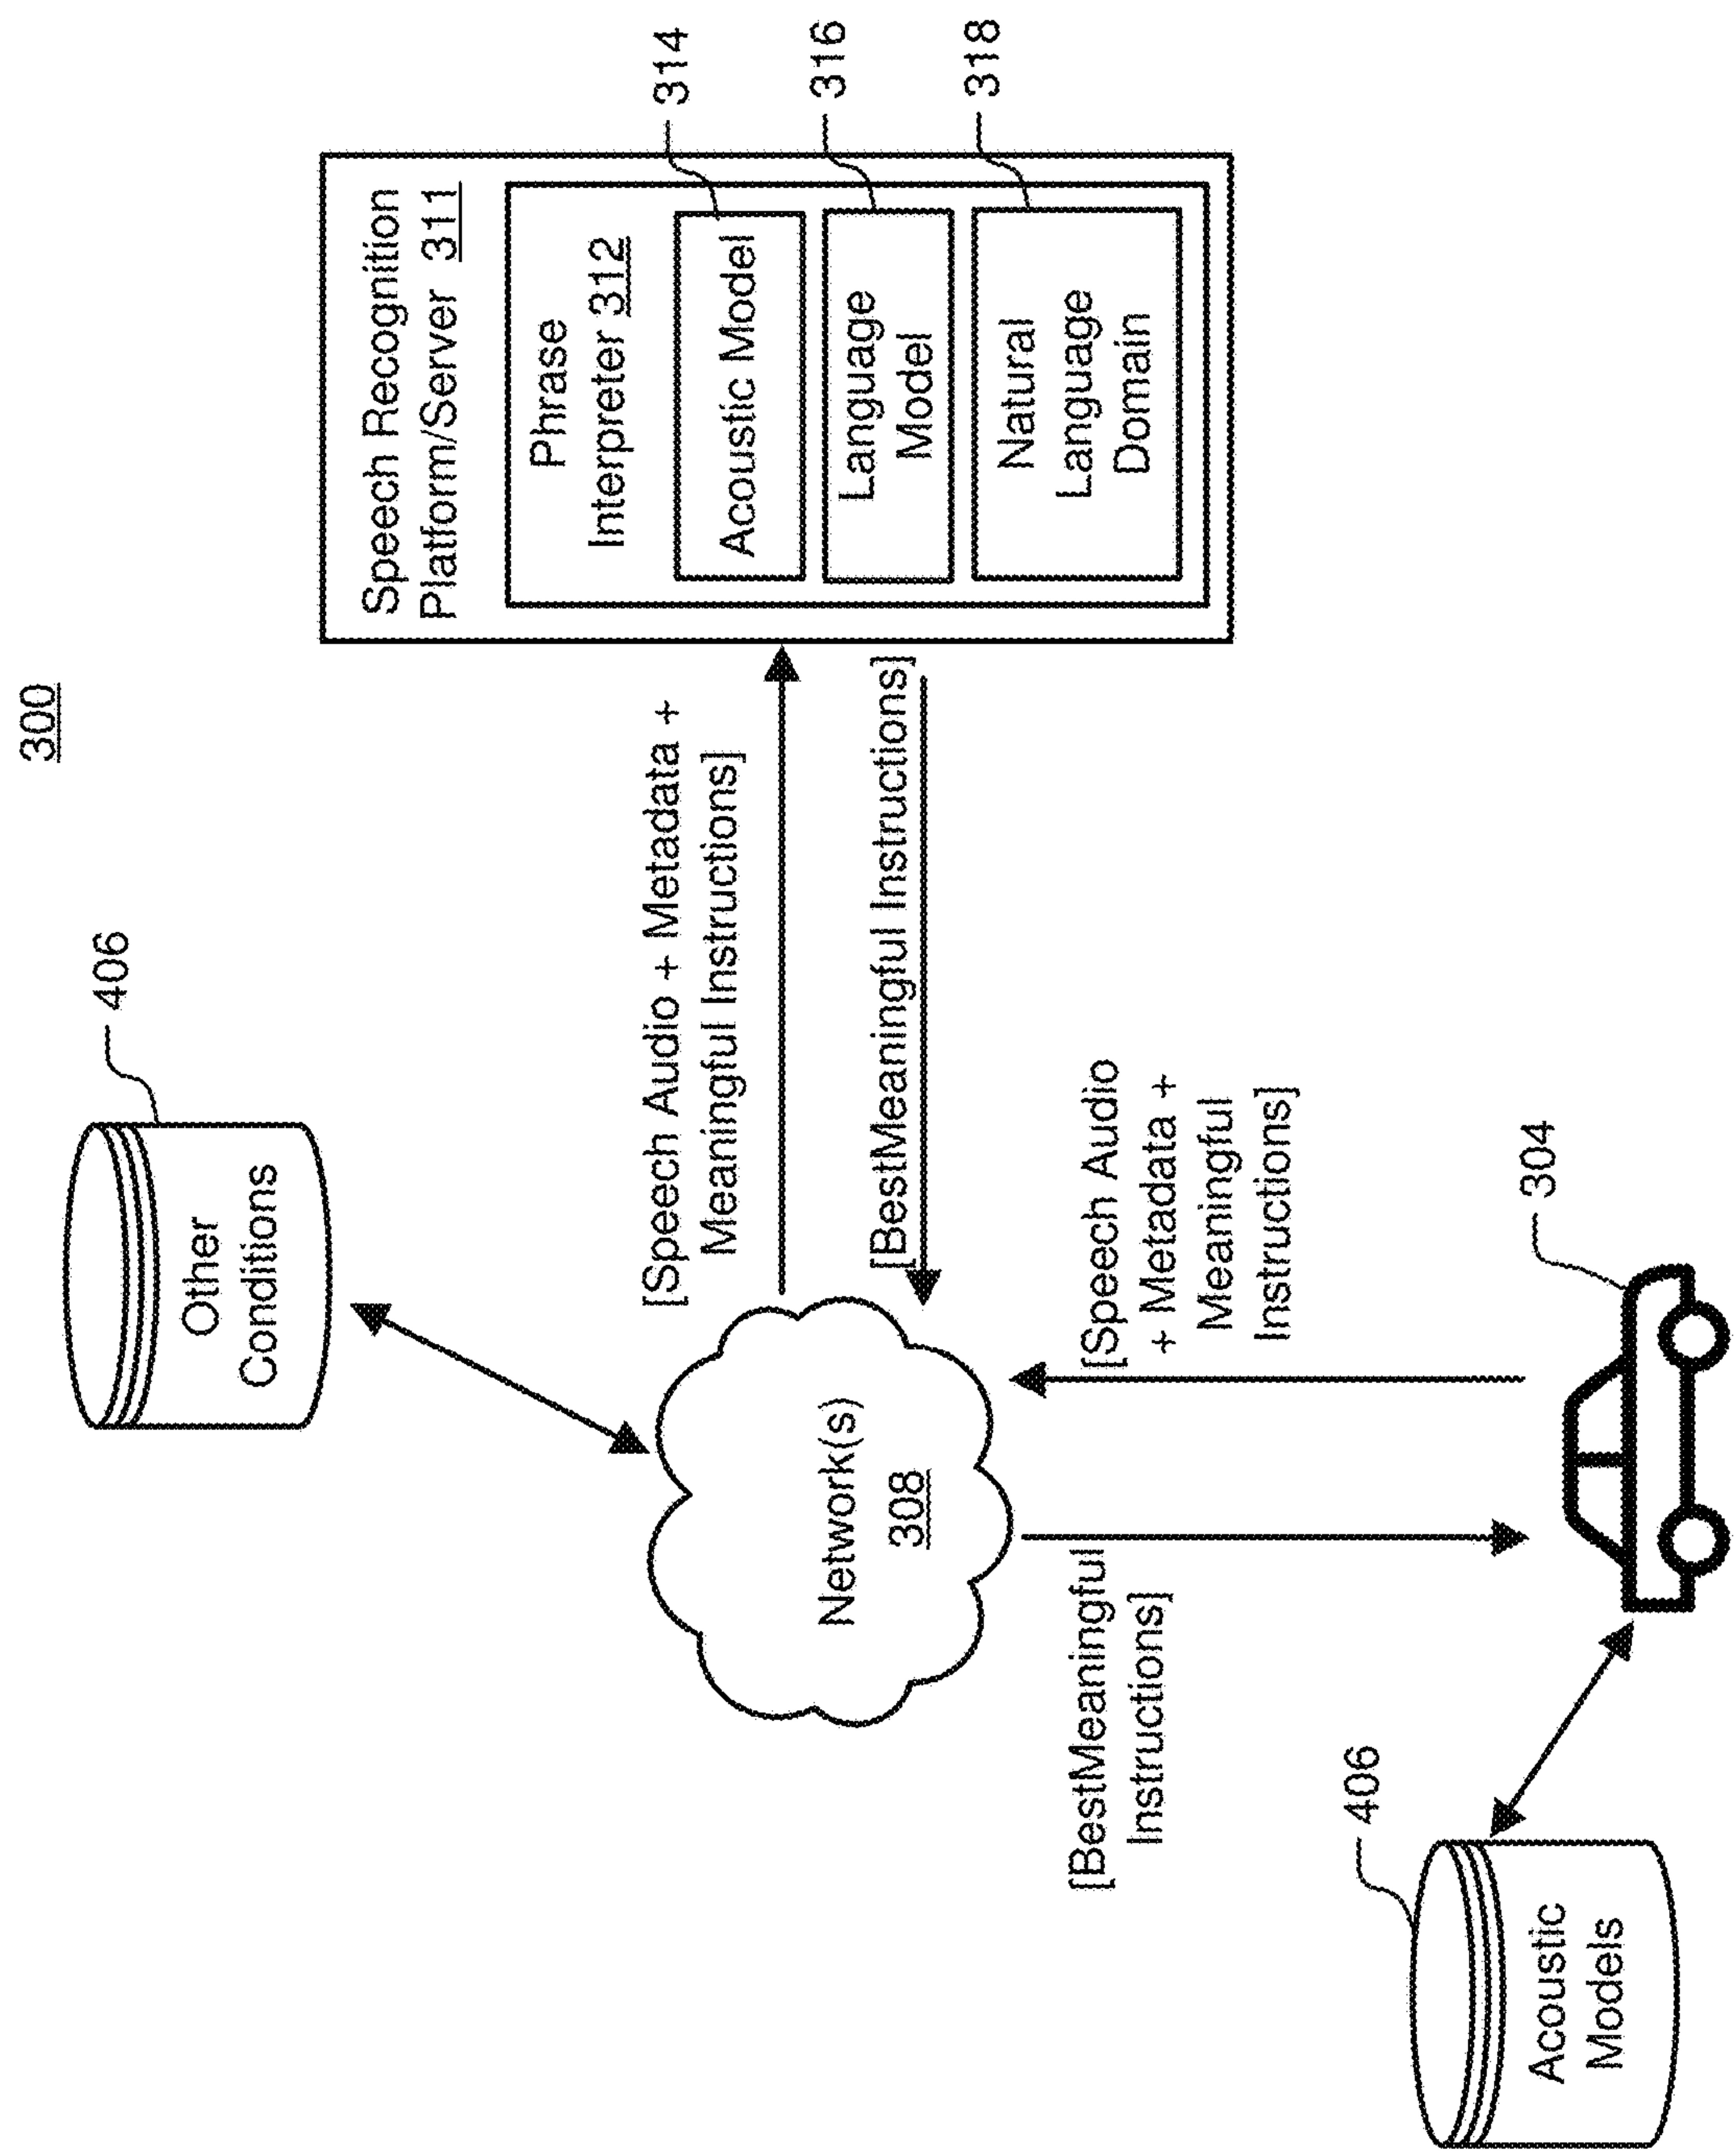 300
Speech Recognition
Platform/Server 311
Phrase
Interpreter 312
Acoustic Model
314
Language
Model
316
Natural
Language
Domain
318
Other
Conditions
406
[Speech Audio + Metadata +
Meaningful Instructions]
[BestMeaningful Instructions]
Network(s)
308
[Speech Audio
+ Metadata +
Meaningful
Instructions]
[BestMeaningful
Instructions]
304
406
Acoustic
Models